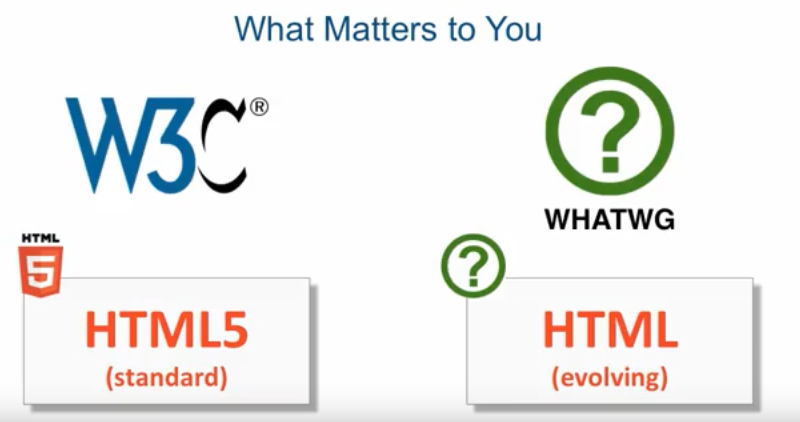 What Matters to You
W3C®
?
WHATWG
HTML
5
HTML5
(standard)
?
HTML
(evolving)